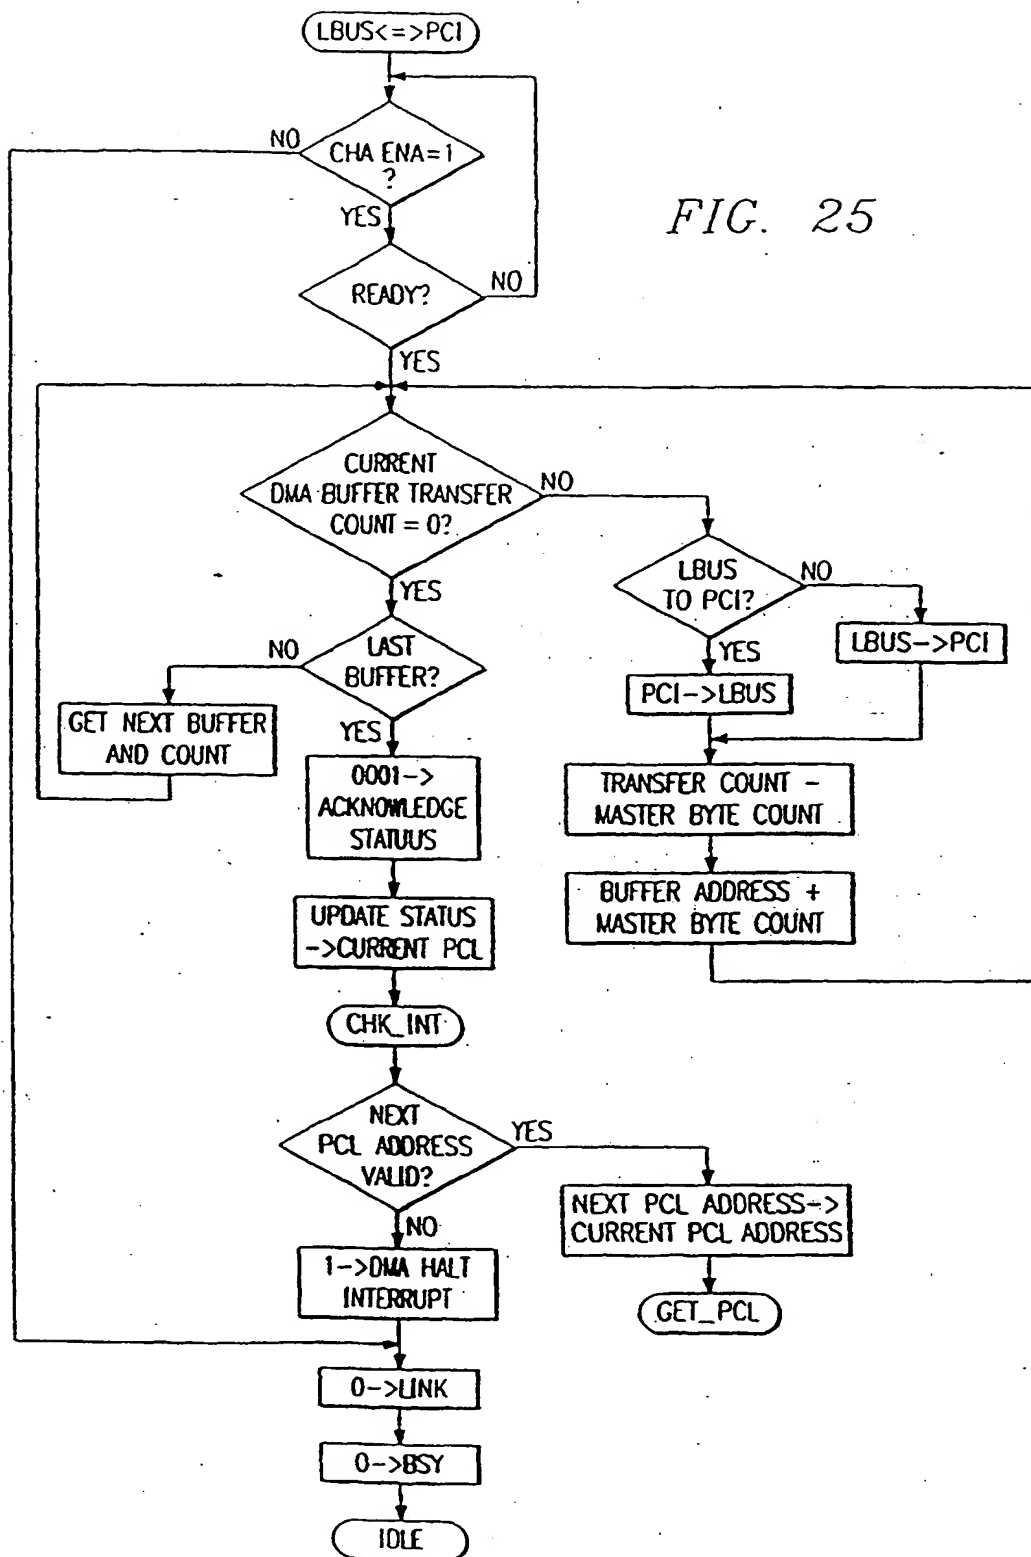 LBUS<=>PCI
NO
CHA ENA=1
?
YES
FIG. 25
READY?
NO
YES
CURRENT
DMA BUFFER TRANSFER
COUNT = 0?
NO
YES
LBUS
TO PCI?
NO
YES
LBUS->PCI
PCI->LBUS
NO
LAST
BUFFER?
YES
GET NEXT BUFFER
AND COUNT
0001->
ACKNOWLEDGE
STATUUS
TRANSFER COUNT -
MASTER BYTE COUNT
BUFFER ADDRESS +
MASTER BYTE COUNT
UPDATE STATUS
->CURRENT PCL
CHK_INT
NEXT
PCL ADDRESS
VALID?
YES
NO
NEXT PCL ADDRESS->
CURRENT PCL ADDRESS
1->DMA HALT
INTERRUPT
GET_PCL
0->LINK
0->BSY
IDLE